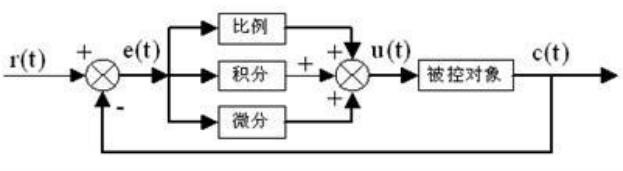 比例
r(t) + e(t) 积分 + + u(t) 被控对象 c(t)
- 微分 +